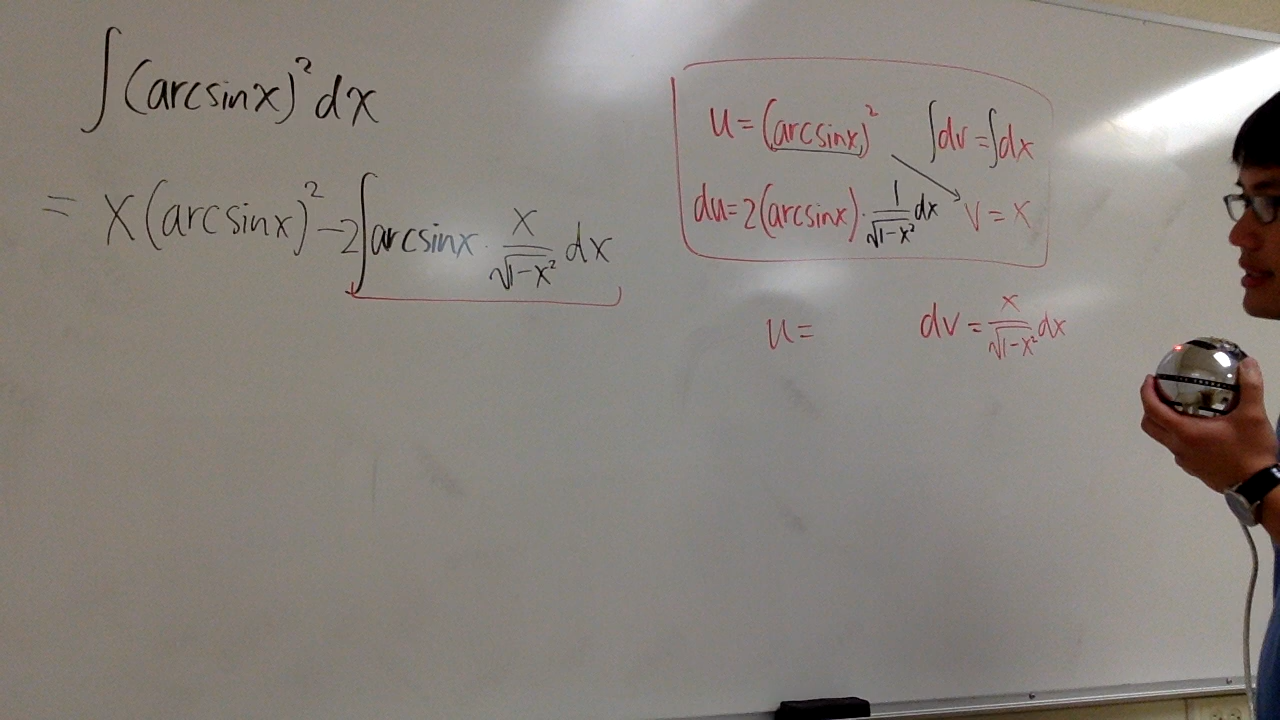 ∫(arcsinx)² dx
= x(arcsinx)² - 2∫arcsinx · x/√(1-x²) dx
u = (arcsinx)² ∫dv = ∫dx
du = 2(arcsinx) · 1/√(1-x²) dx v = x
u = dv = x/√(1-x²) dx